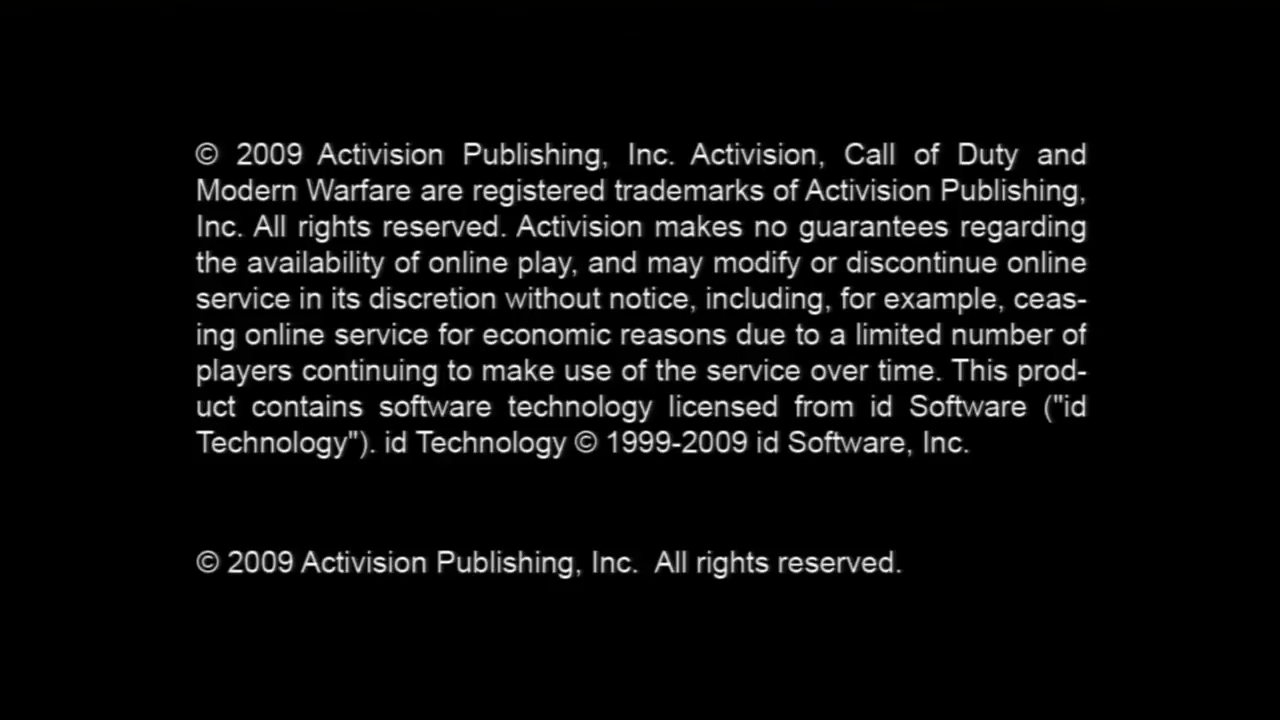 © 2009 Activision Publishing, Inc. Activision, Call of Duty and
Modern Warfare are registered trademarks of Activision Publishing,
Inc. All rights reserved. Activision makes no guarantees regarding
the availability of online play, and may modify or discontinue online
service in its discretion without notice, including, for example, ceas-
ing online service for economic reasons due to a limited number of
players continuing to make use of the service over time. This prod-
uct contains software technology licensed from id Software ("id
Technology"). id Technology © 1999-2009 id Software, Inc.
© 2009 Activision Publishing, Inc.  All rights reserved.